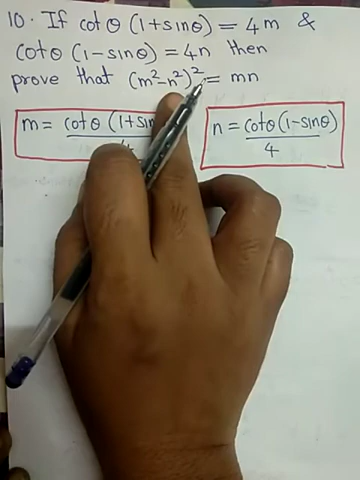 10. If cot θ (1+sinθ) = 4m &
cotθ (1-sinθ) = 4n then
prove that (m²-n²)² = mn
m = cotθ (1+sin
n = cotθ(1-sinθ)
4